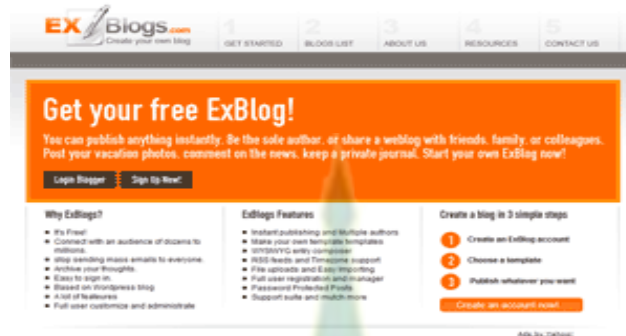 EX Blogs.com
Create your own blog
1 2 3 4 5
GET STARTED BLOGS LIST ABOUT US RESOURCES CONTACT US
Get your free ExBlog!
You can publish anything instantly. Be the sole author, or share a weblog with friends, family, or colleagues.
Post your vacation photos, comment on the news, keep a private journal. Start your own ExBlog now!
Login Blogger Sign Up Now!
Why ExBlogs?
It's Free!
Connect with an audience of dozens to
millions.
stop sending mass emails to everyone.
Archive your thoughts.
Easy to sign in.
Based on Wordpress blog
A lot of features
Full user customize and administrate
ExBlogs Features
Instant publishing and Multiple authors
Make your own template templates
WYSIWYG entry composer
RSS feeds and Timezone support
File uploads and Easy Importing
Full user registration and manager
Password Protected Posts
Support suite and mutch more
Create a blog in 3 simple steps
1 Create an ExBlog account
2 Choose a template
3 Publish whatever you want
Create an account now!
Ads by Yahoo!